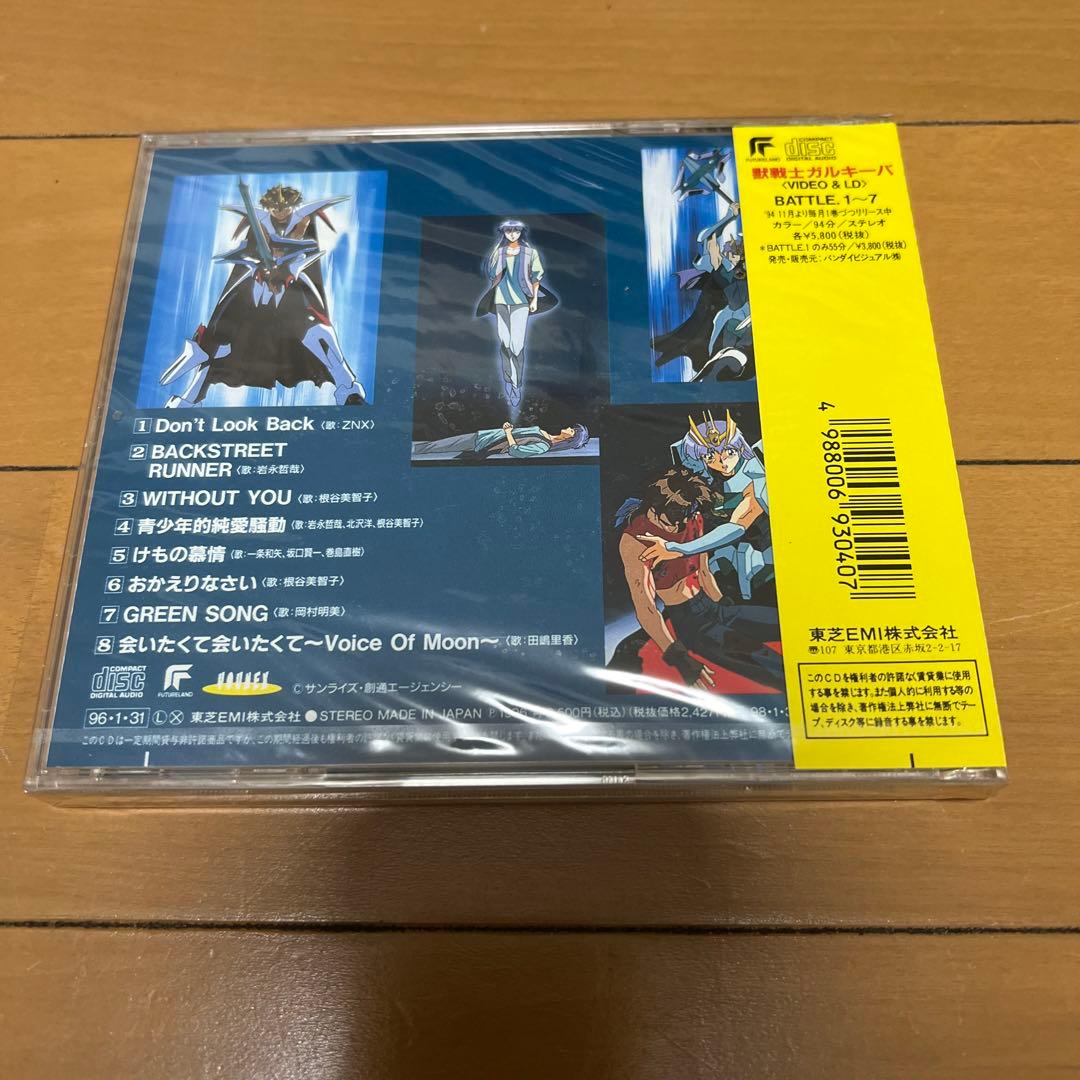 1 Don't Look Back〈歌:ZNX〉
2 BACKSTREET
RUNNER〈歌:岩永哲哉〉
3 WITHOUT YOU〈歌:根谷美智子〉
4 青少年的純愛騒動〈歌:岩永哲哉、北沢洋、根谷美智子〉
5 けもの慕情〈歌:一条和矢、坂口賢一、巻島直樹〉
6 おかえりなさい〈歌:根谷美智子〉
7 GREEN SONG〈歌:岡村明美〉
8 会いたくて会いたくて〜Voice Of Moon〜〈歌:田嶋里香〉
COMPACT
disc
DIGITAL AUDIO
FUTURELAND
©サンライズ・創通エージェンシー
96・1・31 Ⓛ Ⓧ 東芝EMI株式会社 ●STEREO MADE IN JAPAN
FUTURELAND
COMPACT
disc
DIGITAL AUDIO
獣戦士ガルキーバ
〈VIDEO & LD〉
BATTLE. 1〜7
'94 11月より毎月1巻づつリリース中
カラー/94分/ステレオ
各¥5,800(税抜)
*BATTLE.1のみ55分/¥3,800(税抜)
発売・販売元:バンダイビジュアル㈱
4 988006 930407
東芝EMI株式会社
〠107 東京都港区赤坂2-2-17
このCDを権利者の許諾なく賃貸業に使用
する事を禁じます。また個人的に利用する等の
場合を除き、著作権法上弊社に無断でテー
プ、ディスク等に録音する事を禁じます。